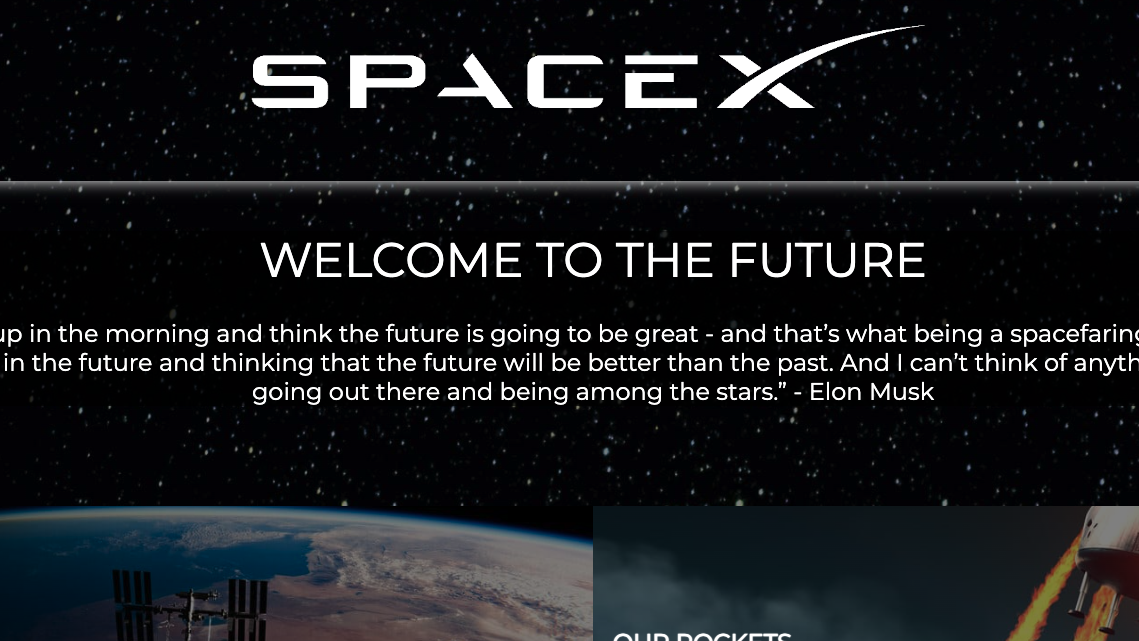 SPACEX
WELCOME TO THE FUTURE
up in the morning and think the future is going to be great - and that’s what being a spacefaring
in the future and thinking that the future will be better than the past. And I can’t think of
going out there and being among the stars.” - Elon Musk
OUR ROCKETS